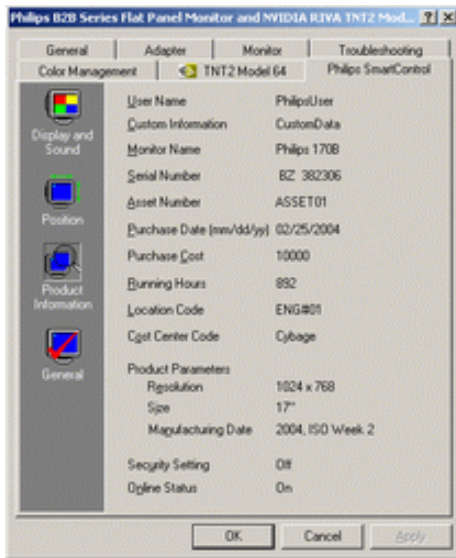 Philips B2B Series Flat Panel Monitor and NVIDIA RIVA TNT2 Mod...
General Adapter Monitor Troubleshooting
Color Management TNT2 Model 64 Philips SmartControl
Display and Sound
Position
Product Information
General
User Name PhilipsUser
Custom Information CustomData
Monitor Name Philips 170B
Serial Number BZ 382306
Asset Number ASSET01
Purchase Date (mm/dd/yy) 02/25/2004
Purchase Cost 10000
Running Hours 892
Location Code ENG#01
Cost Center Code Cybage
Product Parameters
Resolution 1024 x 768
Size 17"
Manufacturing Date 2004, ISO Week 2
Security Setting Off
Online Status On
OK Cancel Apply